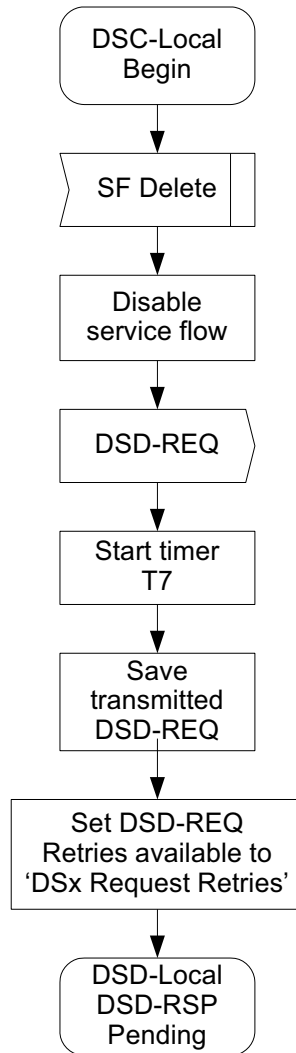 DSC-Local
Begin
SF Delete
Disable
service flow
DSD-REQ
Start timer
T7
Save
transmitted
DSD-REQ
Set DSD-REQ
Retries available to
‘DSx Request Retries’
DSD-Local
DSD-RSP
Pending